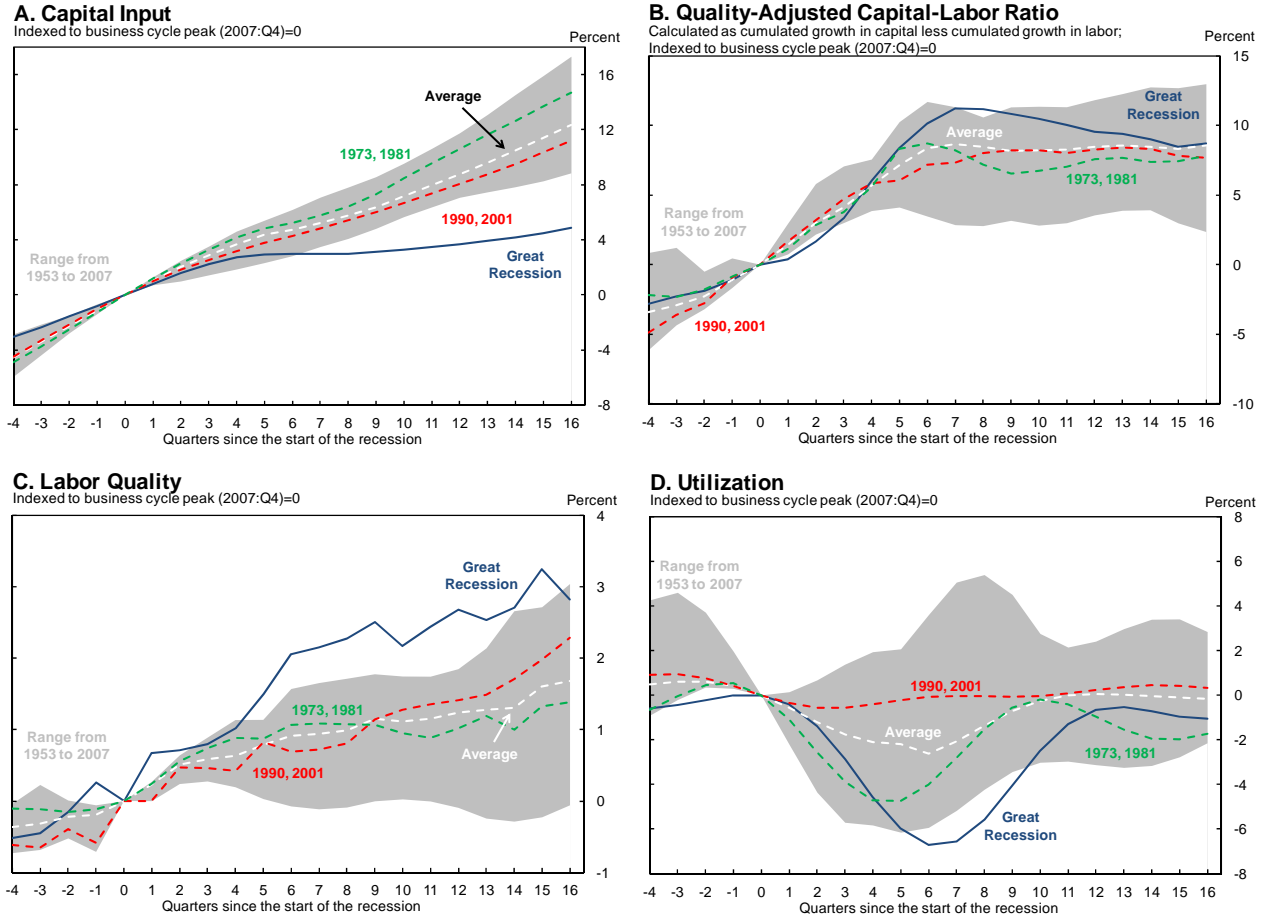 A. Capital Input
Indexed to business cycle peak (2007:Q4)=0
Percent
16
12
8
4
0
-4
-8
Average
1973, 1981
1990, 2001
Great
Recession
Range from
1953 to 2007
-4 -3 -2 -1 0 1 2 3 4 5 6 7 8 9 10 11 12 13 14 15 16
Quarters since the start of the recession
B. Quality-Adjusted Capital-Labor Ratio
Calculated as cumulated growth in capital less cumulated growth in labor;
Indexed to business cycle peak (2007:Q4)=0
Percent
15
10
5
0
-5
-10
Great
Recession
Average
1973, 1981
Range from
1953 to 2007
1990, 2001
-4 -3 -2 -1 0 1 2 3 4 5 6 7 8 9 10 11 12 13 14 15 16
Quarters since the start of the recession
C. Labor Quality
Indexed to business cycle peak (2007:Q4)=0
Percent
4
3
2
1
0
-1
Great
Recession
1973, 1981
Range from
1953 to 2007
Average
1990, 2001
-4 -3 -2 -1 0 1 2 3 4 5 6 7 8 9 10 11 12 13 14 15 16
Quarters since the start of the recession
D. Utilization
Indexed to business cycle peak (2007:Q4)=0
Percent
8
6
4
2
0
-2
-4
-6
-8
Range from
1953 to 2007
1990, 2001
Average
1973, 1981
Great
Recession
-4 -3 -2 -1 0 1 2 3 4 5 6 7 8 9 10 11 12 13 14 15 16
Quarters since the start of the recession